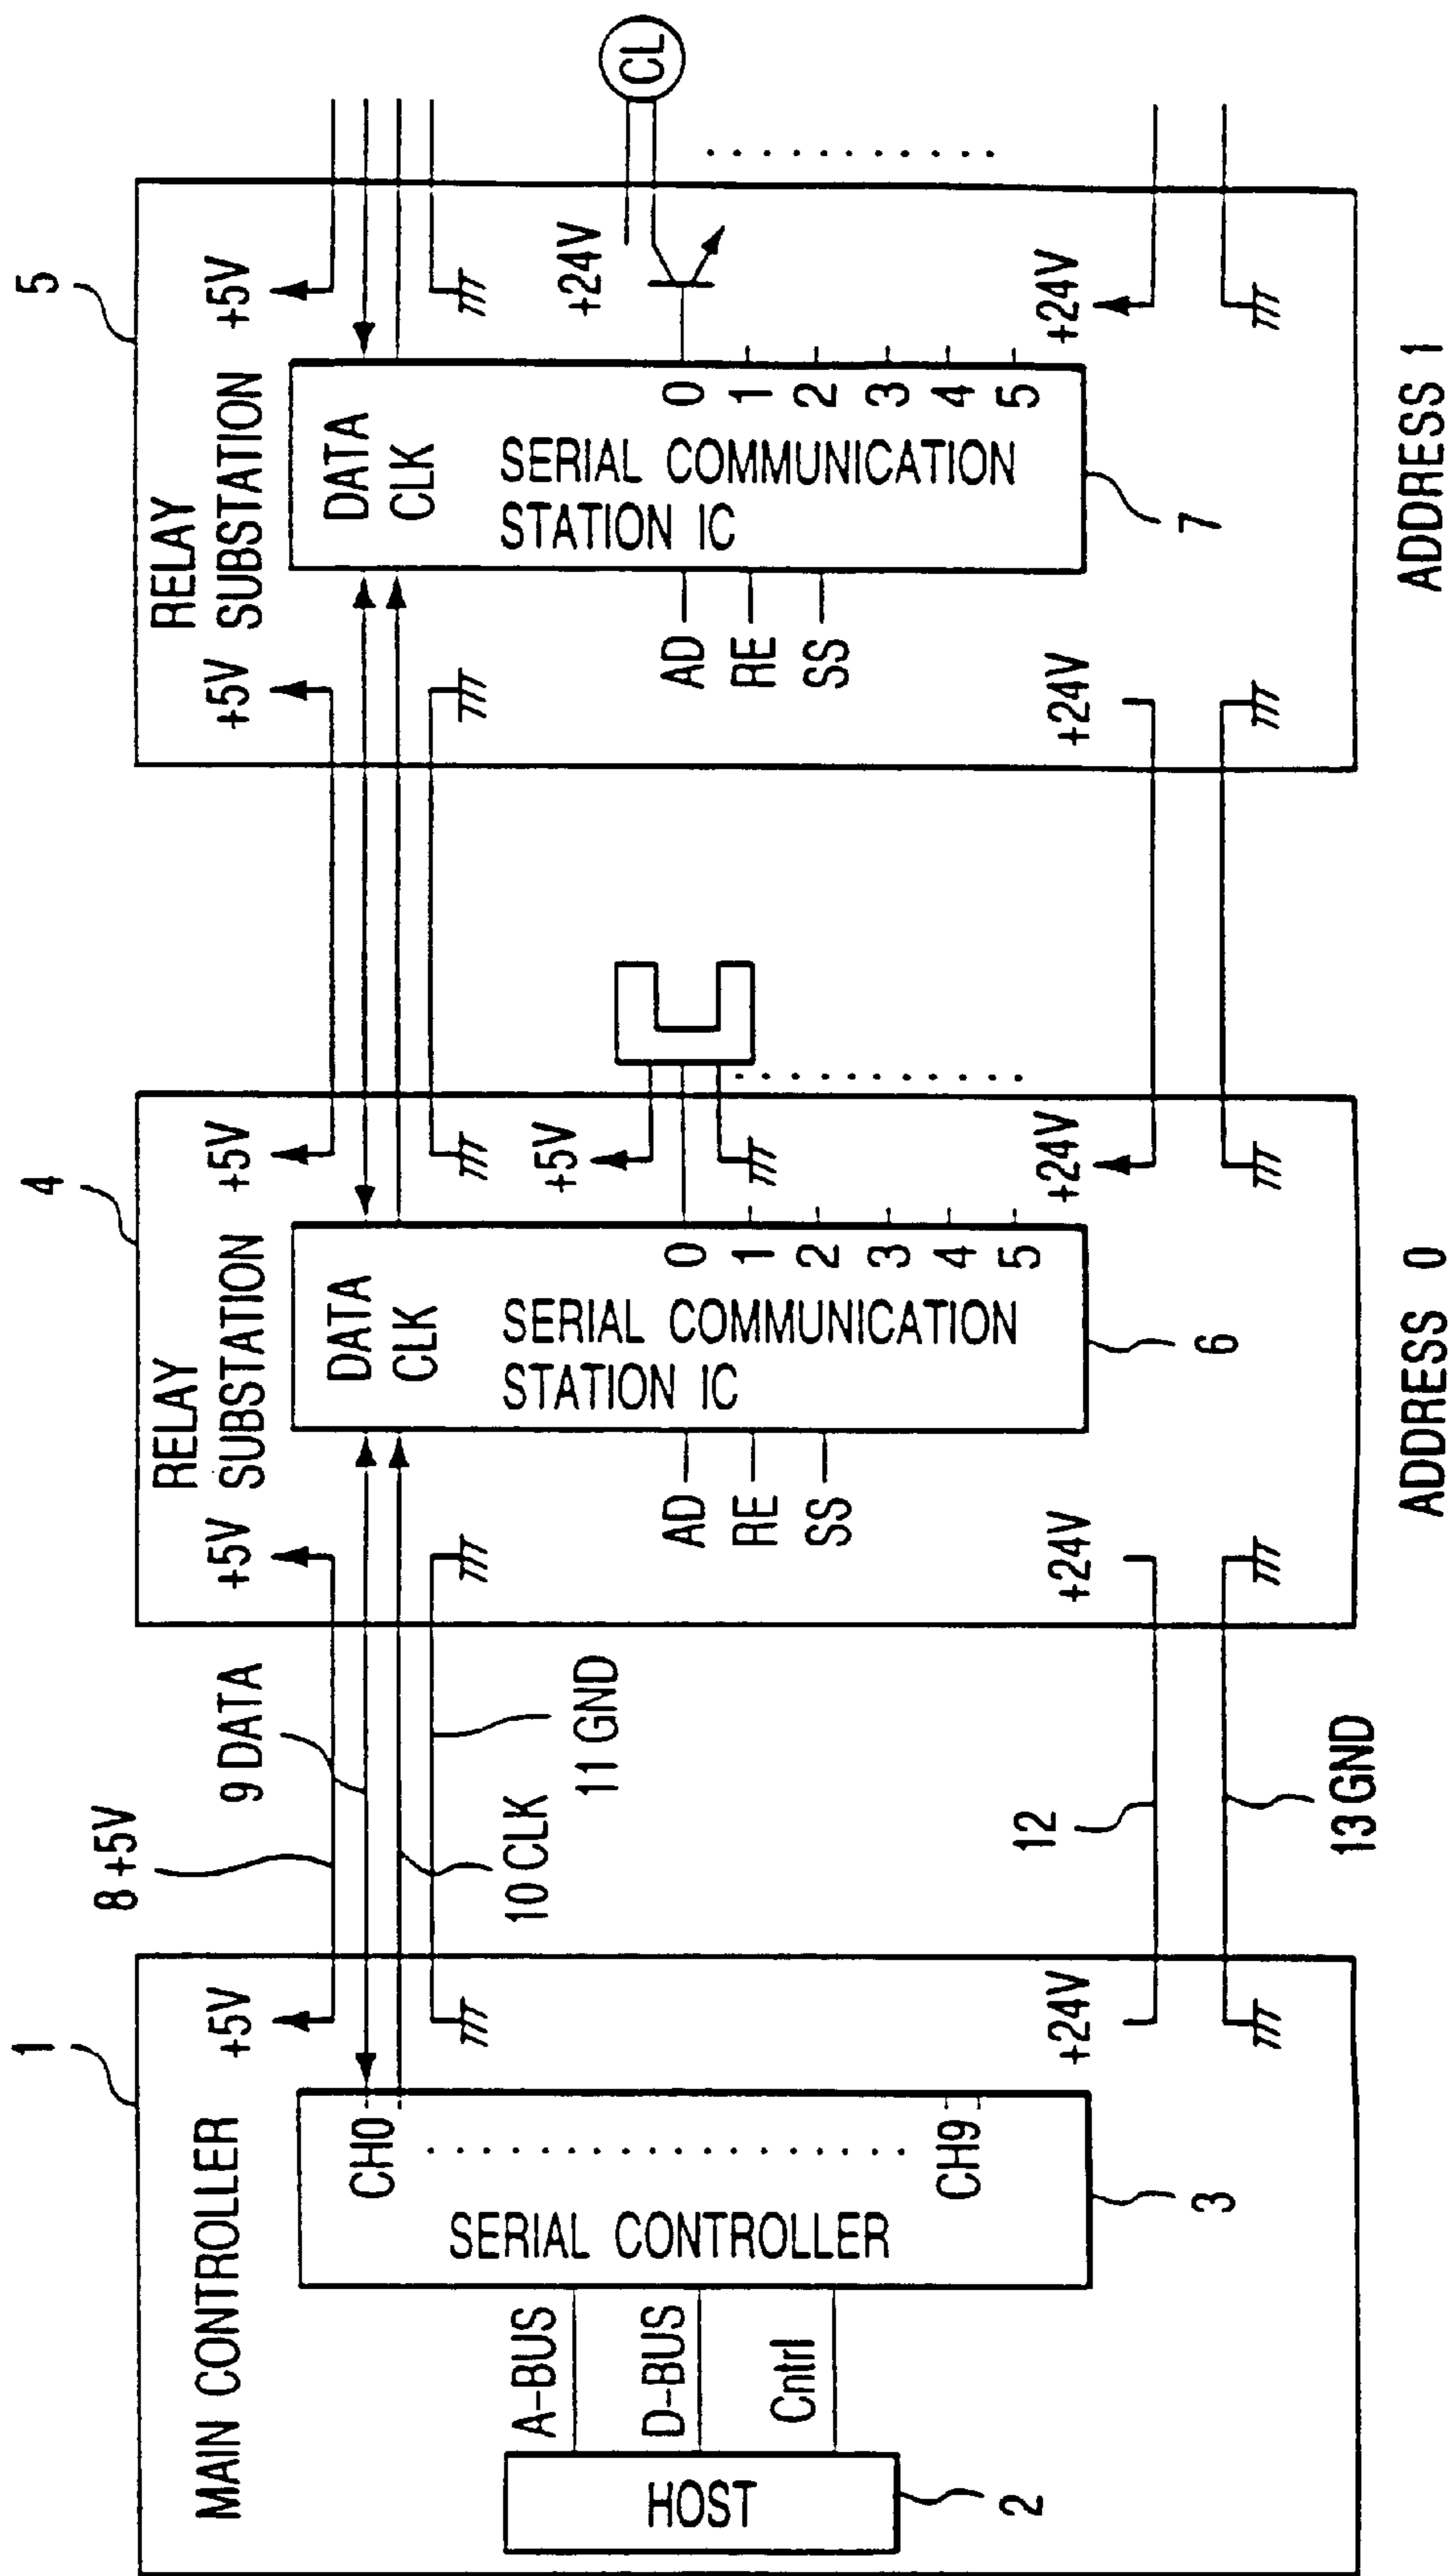 1
MAIN CONTROLLER
HOST
2
A-BUS
D-BUS
Cntrl
SERIAL CONTROLLER
CH0
CH9
3
+5V
+24V
8 +5V
9 DATA
10 CLK
11 GND
12
13 GND
4
RELAY
SUBSTATION
+5V
+5V
DATA
CLK
SERIAL COMMUNICATION
STATION IC
AD
RE
SS
0
1
2
3
4
5
6
+5V
+24V
+24V
ADDRESS 0
5
RELAY
SUBSTATION
+5V
+5V
DATA
CLK
SERIAL COMMUNICATION
STATION IC
AD
RE
SS
0
1
2
3
4
5
7
+24V
CL
+24V
+24V
ADDRESS 1